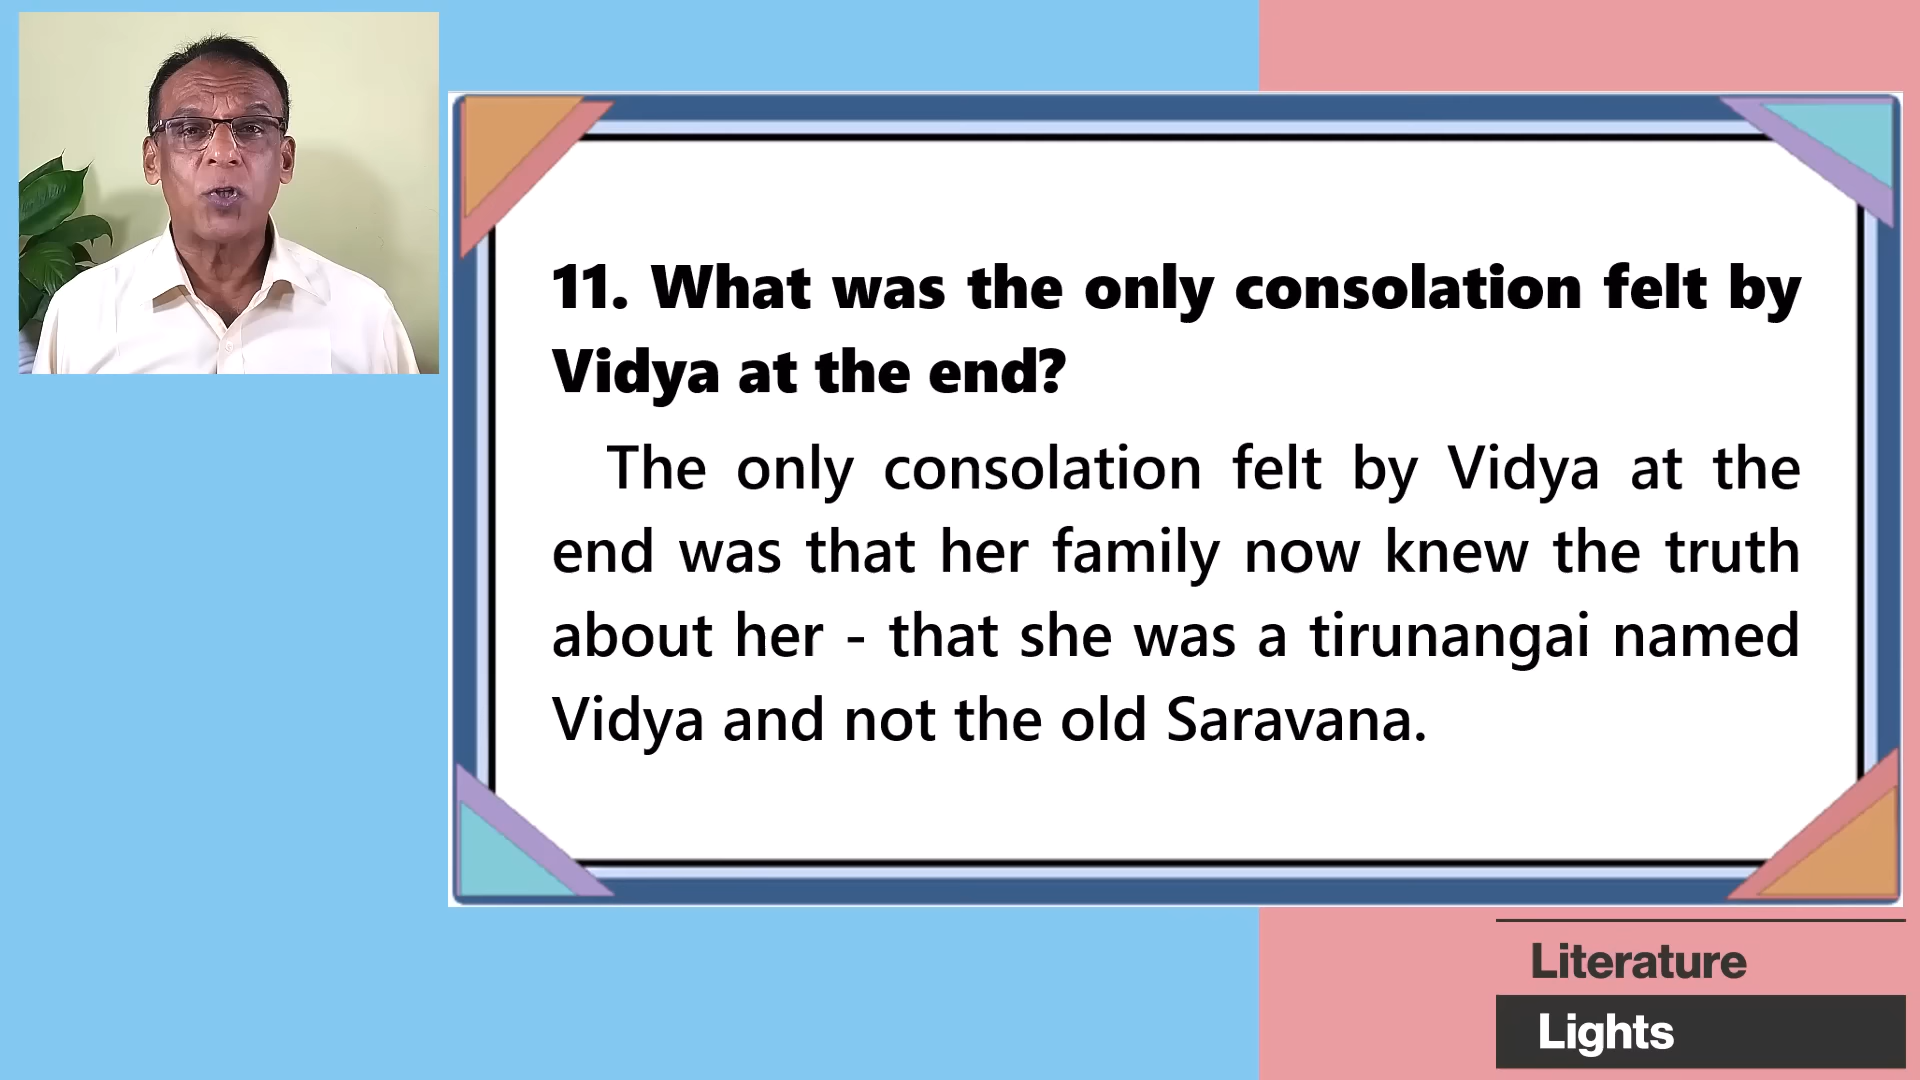 11. What was the only consolation felt by
Vidya at the end?
The only consolation felt by Vidya at the
end was that her family now knew the truth
about her - that she was a tirunangai named
Vidya and not the old Saravana.
Literature
Lights